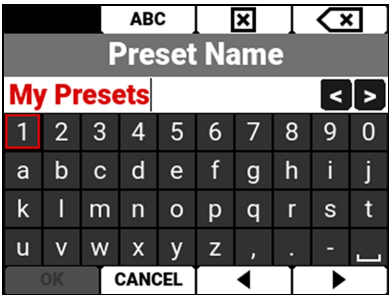 ABC
Preset Name
My Presets < >
1 2 3 4 5 6 7 8 9 0
a b c d e f g h i j
k l m n o p q r s t
u v w x y z , . -
OK CANCEL